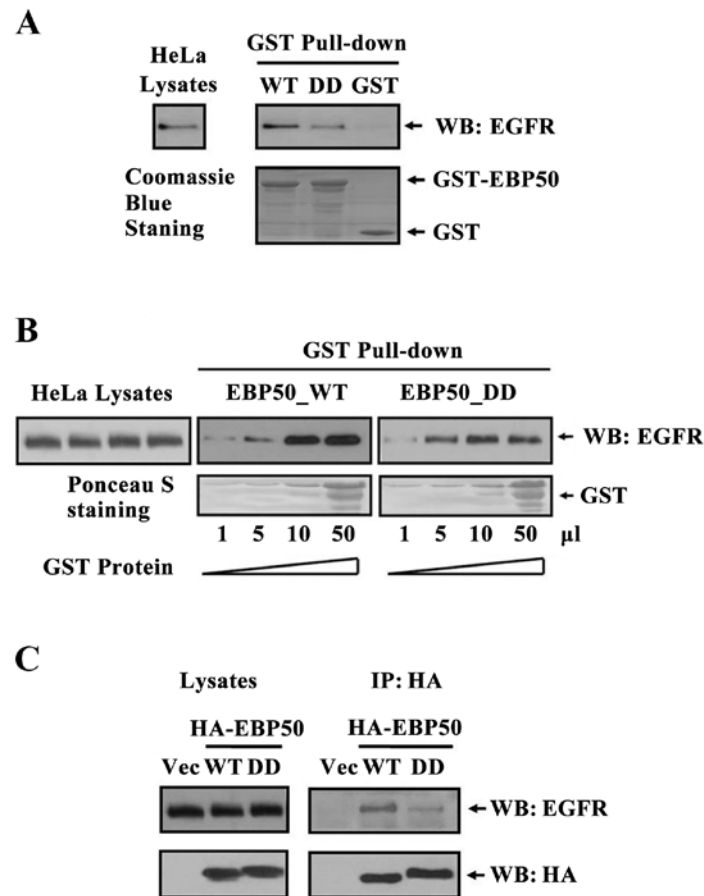 A
HeLa
Lysates
GST Pull-down
WT DD GST
WB: EGFR
Coomassie
Blue
Staning
GST-EBP50
GST
B
GST Pull-down
HeLa Lysates
EBP50_WT
EBP50_DD
WB: EGFR
Ponceau S
staining
GST
1 5 10 50 1 5 10 50 µl
GST Protein
C
Lysates
IP: HA
HA-EBP50
HA-EBP50
Vec WT DD
Vec WT DD
WB: EGFR
WB: HA